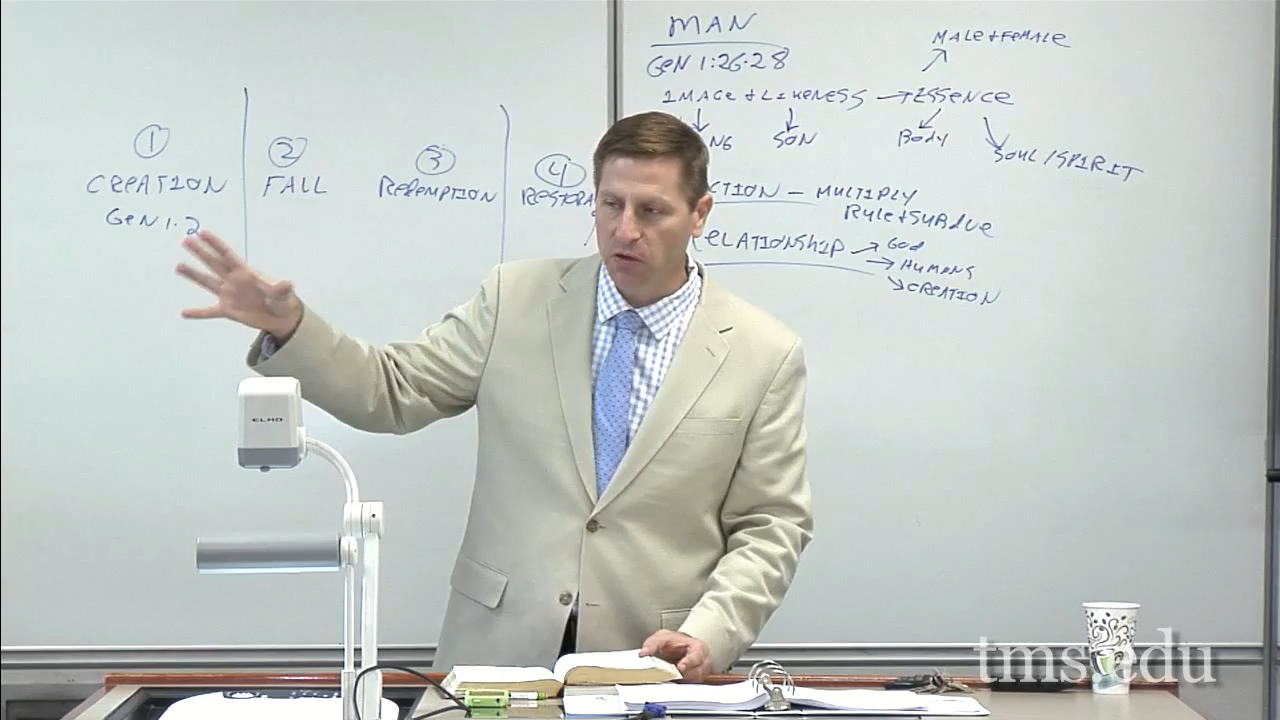 MAN
GEN 1:26-28
IMAGE + LIKENESS → ESSENCE
MALE + FEMALE
SON
BODY
SOUL/SPIRIT
MULTIPLY
RULE + SUBDUE
RELATIONSHIP → GOD
→ HUMANS
↘ CREATION
① ② ③ ④
CREATION FALL REDEMPTION
GEN 1-2
ELMO
tms.edu